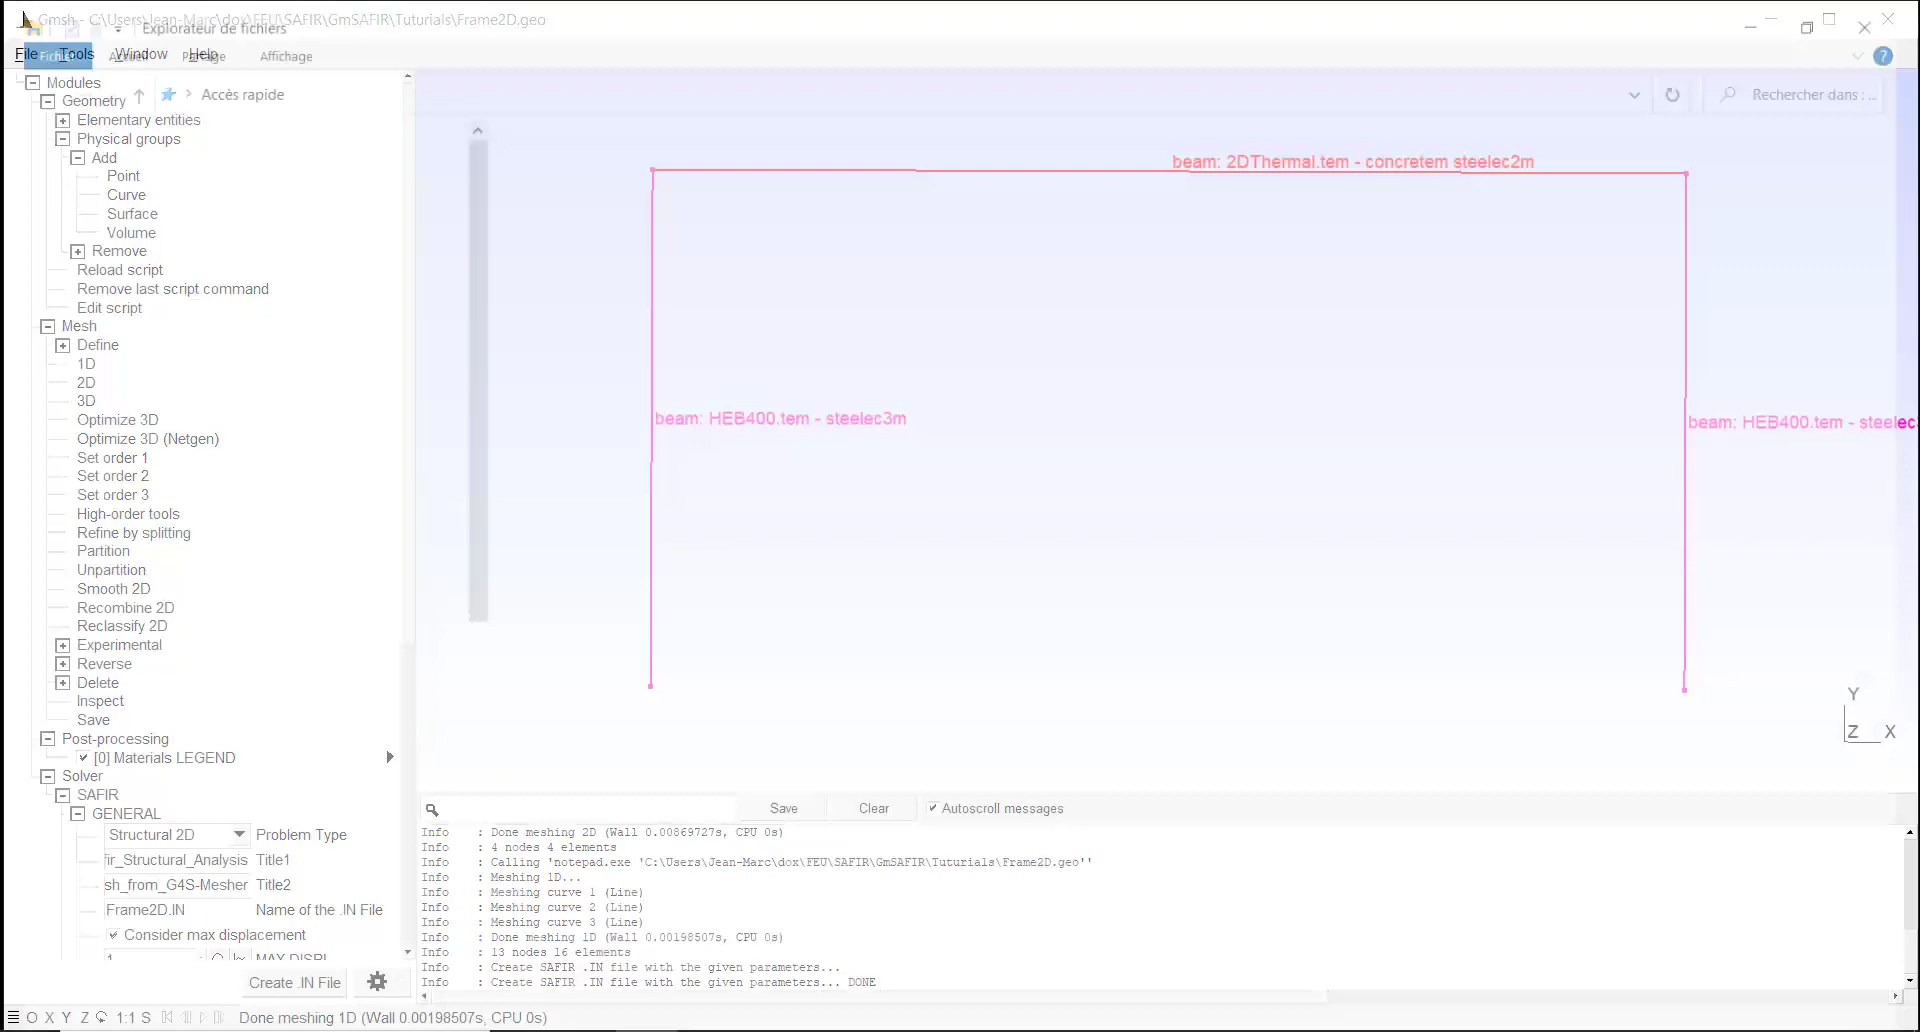 Gmsh - C:\Users\Jean-Marc\dox\FEU\SAFIR\GmSAFIR\Tuturials\Frame2D.geo
Explorateur de fichiers
File Tools Window Help
Fichier Accueil Partage Affichage
Accès rapide
Rechercher dans : ...
Modules
Geometry
Elementary entities
Physical groups
Add
Point
Curve
Surface
Volume
Remove
Reload script
Remove last script command
Edit script
Mesh
Define
1D
2D
3D
Optimize 3D
Optimize 3D (Netgen)
Set order 1
Set order 2
Set order 3
High-order tools
Refine by splitting
Partition
Unpartition
Smooth 2D
Recombine 2D
Reclassify 2D
Experimental
Reverse
Delete
Inspect
Save
Post-processing
[0] Materials LEGEND
Solver
SAFIR
GENERAL
Structural 2D Problem Type
ir_Structural_Analysis Title1
sh_from_G4S-Mesher Title2
Frame2D.IN Name of the .IN File
Consider max displacement
1 MAX DISPL
Create .IN File
beam: 2DThermal.tem - concretem steelec2m
beam: HEB400.tem - steelec3m
beam: HEB400.tem - steelec
Y
Z X
Save Clear Autoscroll messages
Info : Done meshing 2D (Wall 0.00869727s, CPU 0s)
Info : 4 nodes 4 elements
Info : Calling 'notepad.exe 'C:\Users\Jean-Marc\dox\FEU\SAFIR\GmSAFIR\Tuturials\Frame2D.geo''
Info : Meshing 1D...
Info : Meshing curve 1 (Line)
Info : Meshing curve 2 (Line)
Info : Meshing curve 3 (Line)
Info : Done meshing 1D (Wall 0.00198507s, CPU 0s)
Info : 13 nodes 16 elements
Info : Create SAFIR .IN file with the given parameters...
Info : Create SAFIR .IN file with the given parameters... DONE
O X Y Z 1:1 S Done meshing 1D (Wall 0.00198507s, CPU 0s)